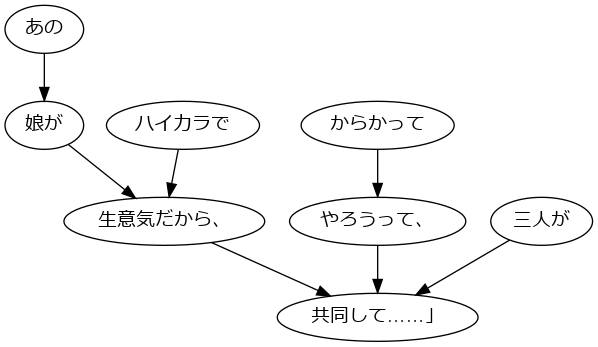 あの
娘が
ハイカラで
からかって
生意気だから、
やろうって、
三人が
共同して……」